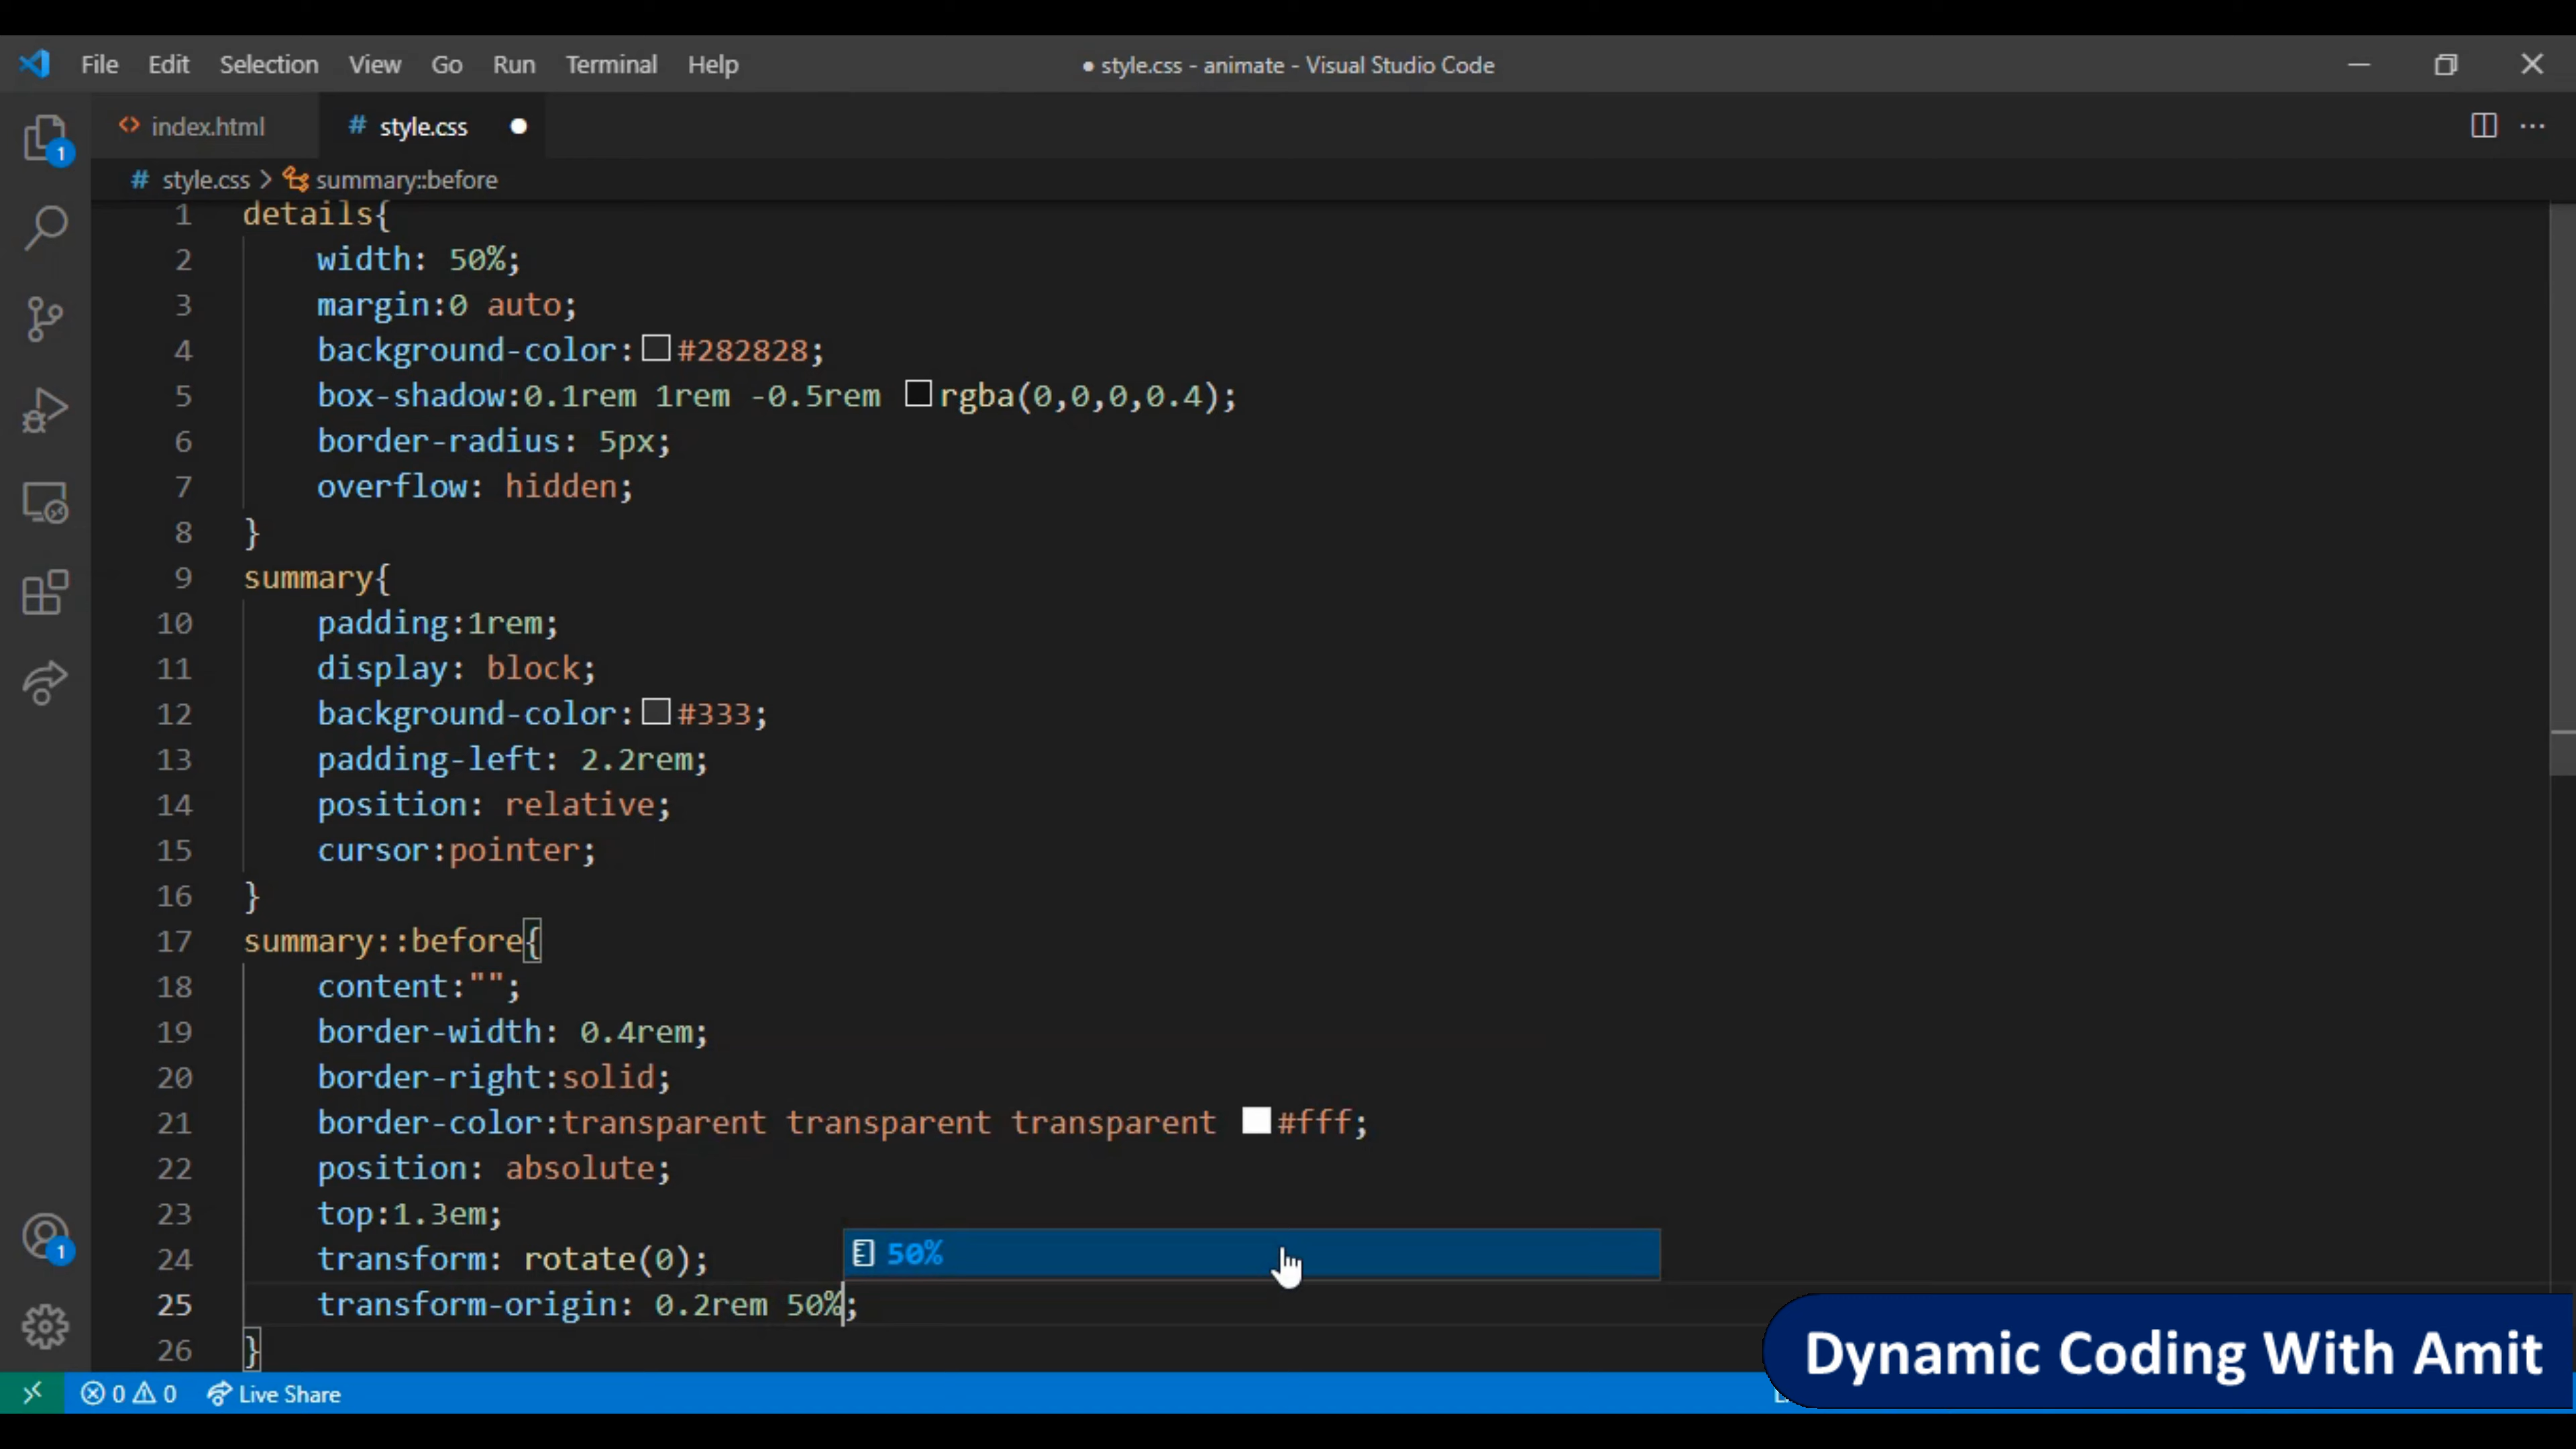 File Edit Selection View Go Run Terminal Help ● style.css - animate - Visual Studio Code
index.html # style.css
# style.css > summary::before
1 details{
2 width: 50%;
3 margin:0 auto;
4 background-color: #282828;
5 box-shadow:0.1rem 1rem -0.5rem rgba(0,0,0,0.4);
6 border-radius: 5px;
7 overflow: hidden;
8 }
9 summary{
10 padding:1rem;
11 display: block;
12 background-color: #333;
13 padding-left: 2.2rem;
14 position: relative;
15 cursor:pointer;
16 }
17 summary::before{
18 content:"";
19 border-width: 0.4rem;
20 border-right:solid;
21 border-color:transparent transparent transparent #fff;
22 position: absolute;
23 top:1.3em;
24 transform: rotate(0);
50%
25 transform-origin: 0.2rem 50%;
26 }
1
1
Dynamic Coding With Amit
0 0 Live Share